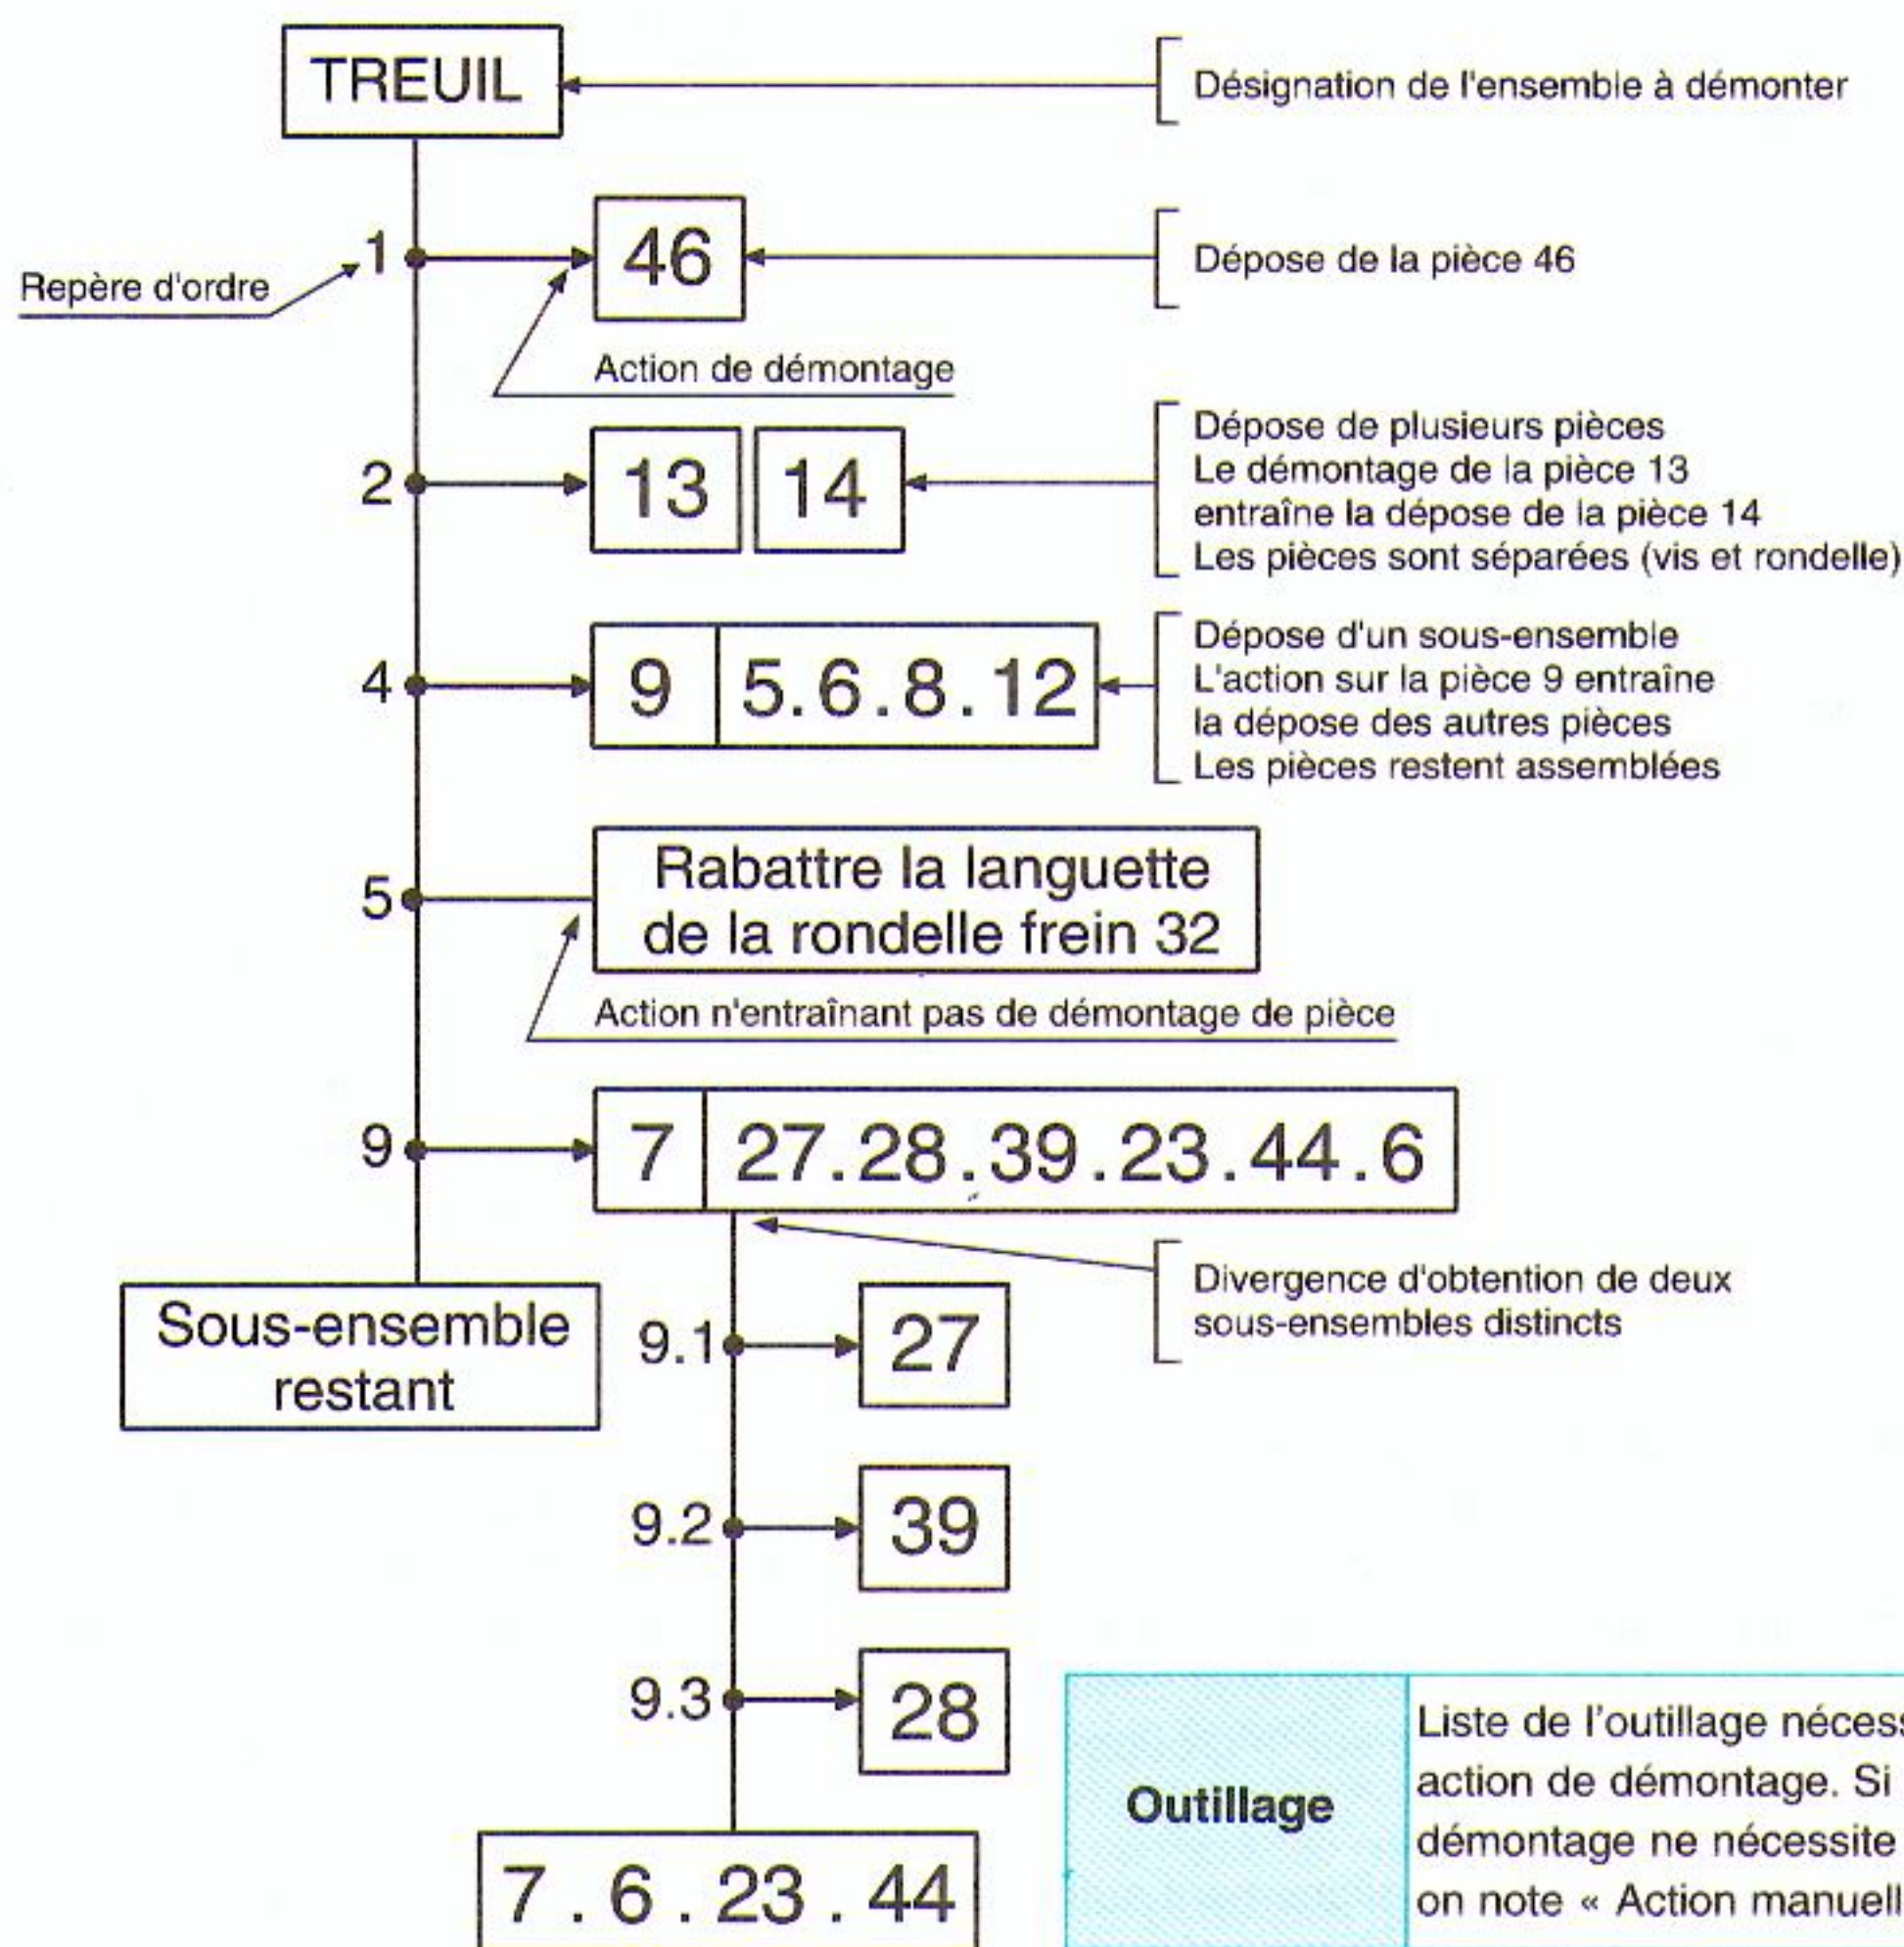 TREUIL
Désignation de l'ensemble à démonter
1
46
Dépose de la pièce 46
Repère d'ordre
Action de démontage
2
13 14
Dépose de plusieurs pièces
Le démontage de la pièce 13
entraîne la dépose de la pièce 14
Les pièces sont séparées (vis et rondelle)
4
9 5.6.8.12
Dépose d'un sous-ensemble
L'action sur la pièce 9 entraîne
la dépose des autres pièces
Les pièces restent assemblées
5
Rabattre la languette
de la rondelle frein 32
Action n'entraînant pas de démontage de pièce
9
7 27.28.39.23.44.6
Divergence d'obtention de deux
sous-ensembles distincts
Sous-ensemble
restant
9.1
27
9.2
39
9.3
28
7.6.23.44
Outillage
Liste de l'outillage
action de démontage. Si
démontage ne nécessite
on note « Action